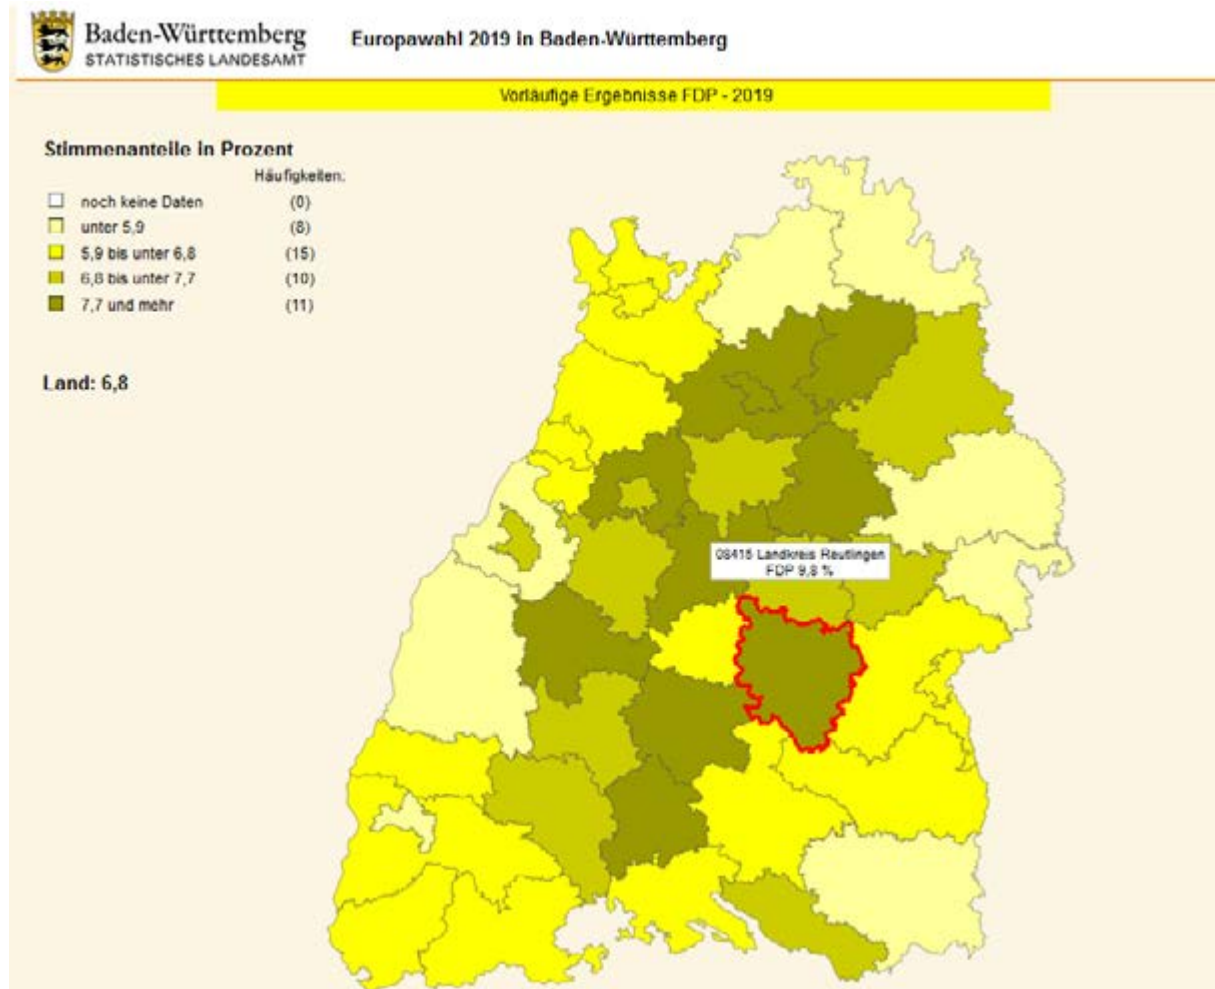 Baden-Württemberg
STATISTISCHES LANDESAMT
Europawahl 2019 in Baden-Württemberg
Vorläufige Ergebnisse FDP - 2019
Stimmenanteile in Prozent
Häufigkeiten:
noch keine Daten (0)
unter 5,9 (8)
5,9 bis unter 6,8 (15)
6,8 bis unter 7,7 (10)
7,7 und mehr (11)
Land: 6,8
08415 Landkreis Reutlingen
FDP 9,8 %